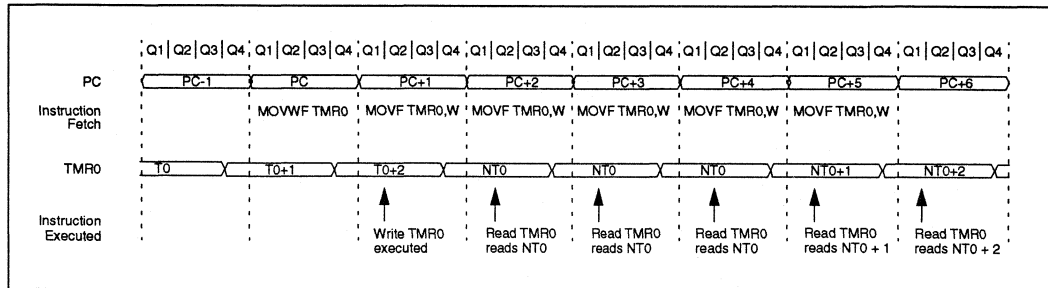 Q1 Q2 Q3 Q4 Q1 Q2 Q3 Q4 Q1 Q2 Q3 Q4 Q1 Q2 Q3 Q4 Q1 Q2 Q3 Q4 Q1 Q2 Q3 Q4 Q1 Q2 Q3 Q4 Q1 Q2 Q3 Q4
PC PC-1 PC PC+1 PC+2 PC+3 PC+4 PC+5 PC+6
Instruction
Fetch
MOVWF TMR0 MOVF TMR0,W MOVF TMR0,W MOVF TMR0,W MOVF TMR0,W MOVF TMR0,W
TMR0 T0 T0+1 T0+2 NT0 NT0 NT0 NT0+1 NT0+2
Instruction
Executed
Write TMR0
executed
Read TMR0
reads NT0
Read TMR0
reads NT0
Read TMR0
reads NT0
Read TMR0
reads NT0 + 1
Read TMR0
reads NT0 + 2